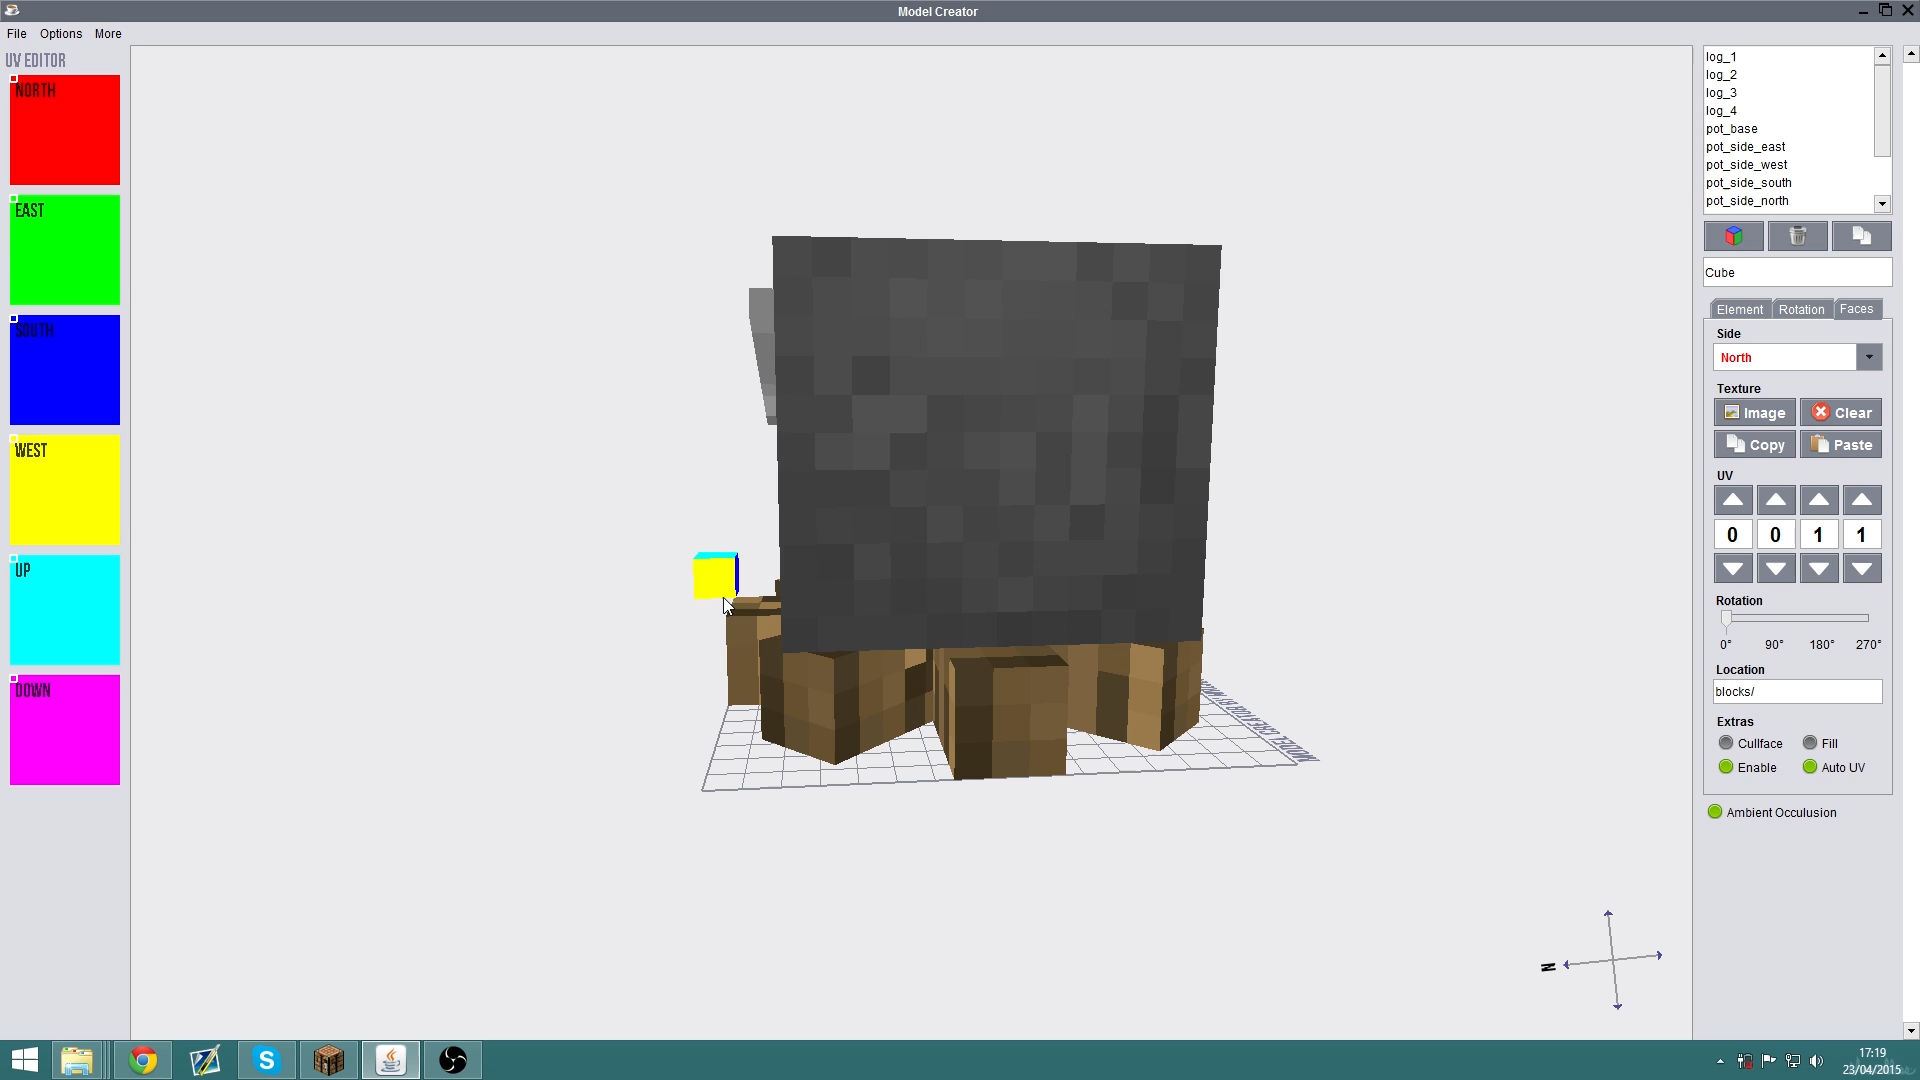 Model Creator
File Options More
UV EDITOR
NORTH
EAST
SOUTH
WEST
UP
DOWN
log_1
log_2
log_3
log_4
pot_base
pot_side_east
pot_side_west
pot_side_south
pot_side_north
Cube
Element Rotation Faces
Side
North
Texture
Image Clear
Copy Paste
UV
0 0 1 1
Rotation
0° 90° 180° 270°
Location
blocks/
Extras
Cullface Fill
Enable Auto UV
Ambient Occulusion
MODEL CREATOR BY
N
17:19
23/04/2015